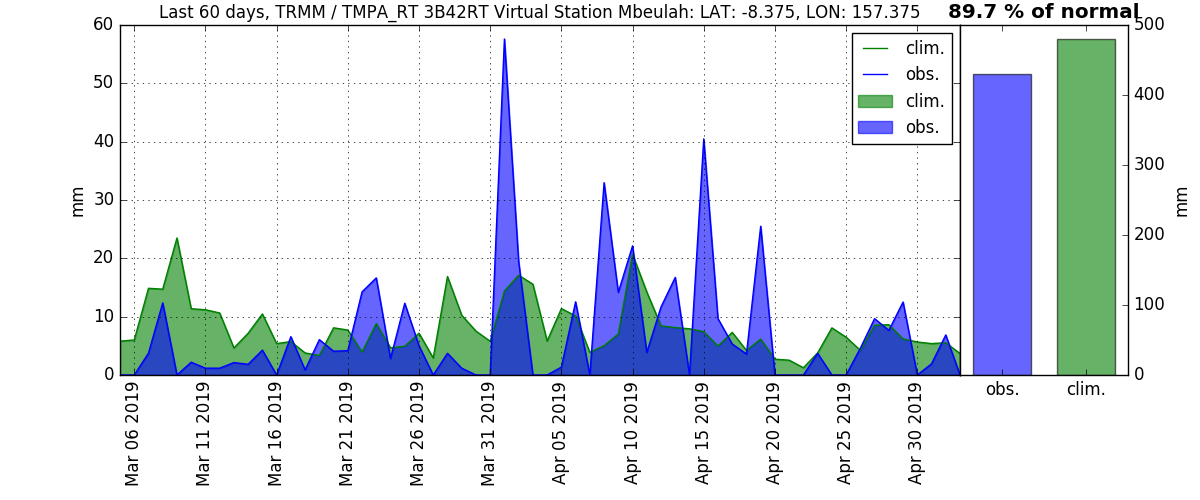 Last 60 days, TRMM / TMPA_RT 3B42RT Virtual Station Mbeulah: LAT: -8.375, LON: 157.375
89.7 % of normal
60
50
40
30
20
10
0
mm
clim.
obs.
clim.
obs.
500
400
300
200
100
0
mm
Mar 06 2019
Mar 11 2019
Mar 16 2019
Mar 21 2019
Mar 26 2019
Mar 31 2019
Apr 05 2019
Apr 10 2019
Apr 15 2019
Apr 20 2019
Apr 25 2019
Apr 30 2019
obs.
clim.